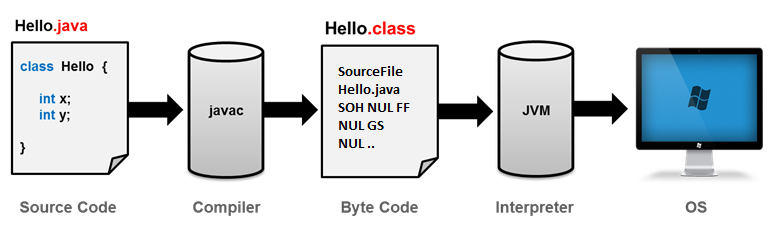 Hello.java
class Hello {
int x;
int y;
}
Source Code
javac
Compiler
Hello.class
SourceFile
Hello.java
SOH NUL FF
NUL GS
NUL ..
Byte Code
JVM
Interpreter
OS